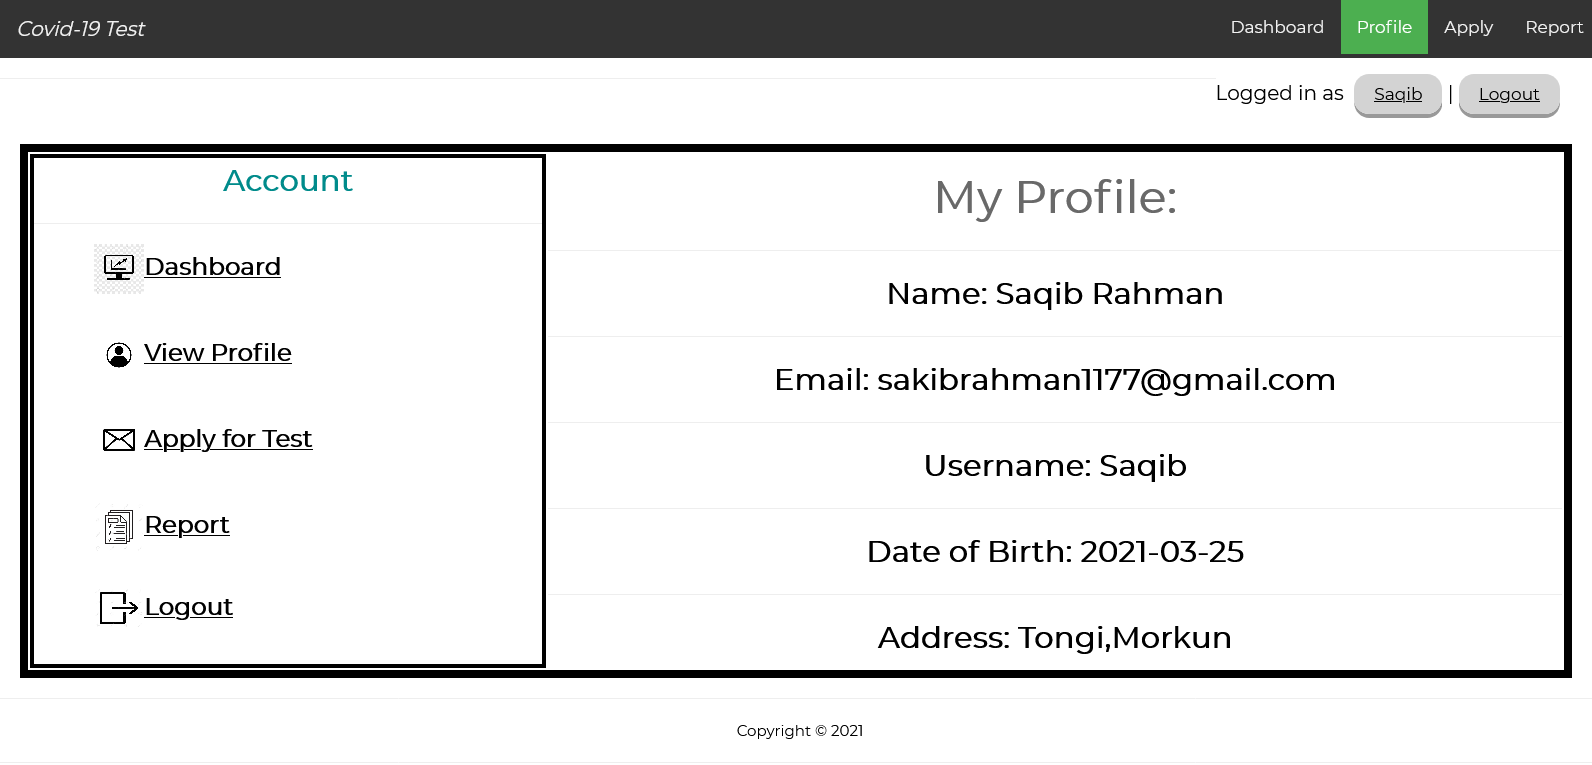 Covid-19 Test
Dashboard Profile Apply Report
Logged in as Saqib | Logout
Account
Dashboard
View Profile
Apply for Test
Report
Logout
My Profile:
Name: Saqib Rahman
Email: sakibrahman1177@gmail.com
Username: Saqib
Date of Birth: 2021-03-25
Address: Tongi,Morkun
Copyright © 2021